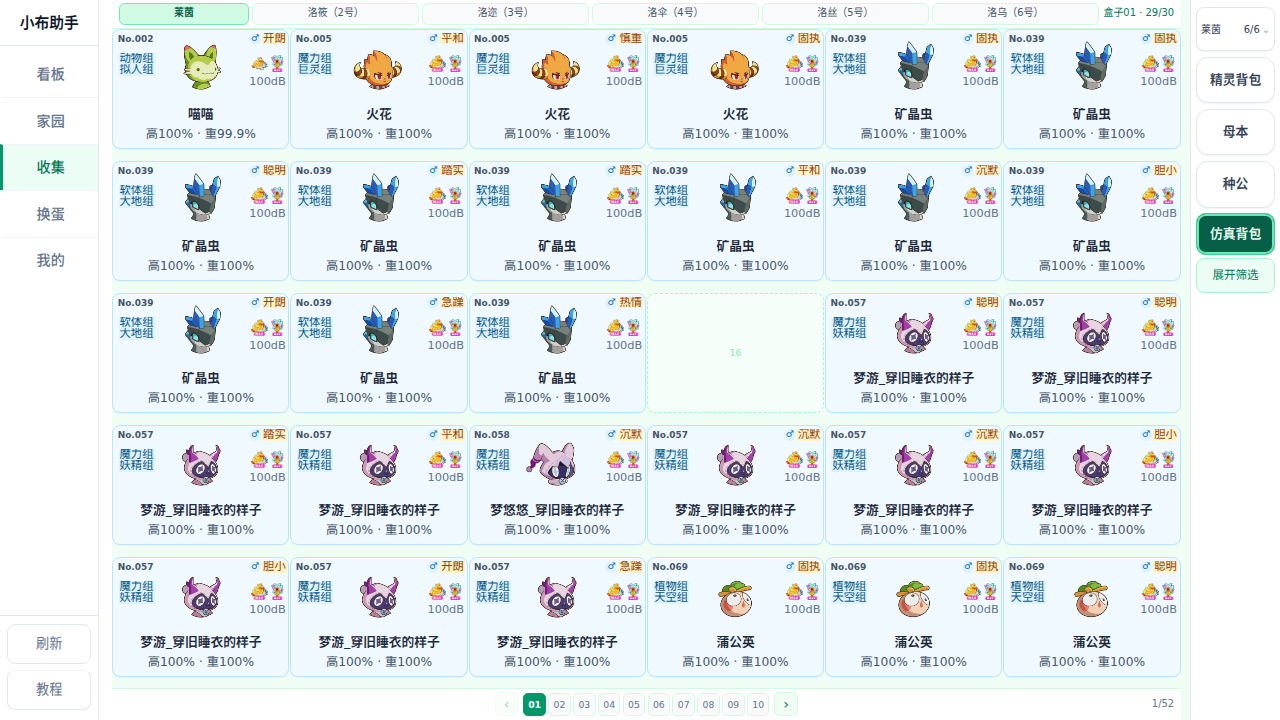 小布助手
看板
家园
收集
换蛋
我的
刷新
教程
莱茵
洛筱（2号）
洛迩（3号）
洛伞（4号）
洛丝（5号）
洛乌（6号）
盒子01 · 29/30
No.002
♂ 开朗
动物组
拟人组
100dB
喵喵
高100% · 重99.9%
No.005
♂ 平和
魔力组
巨灵组
100dB
火花
高100% · 重100%
No.005
♂ 慎重
魔力组
巨灵组
100dB
火花
高100% · 重100%
No.005
♂ 固执
魔力组
巨灵组
100dB
火花
高100% · 重100%
No.039
♂ 固执
软体组
大地组
100dB
矿晶虫
高100% · 重100%
No.039
♂ 固执
软体组
大地组
100dB
矿晶虫
高100% · 重100%
No.039
♂ 聪明
软体组
大地组
100dB
矿晶虫
高100% · 重100%
No.039
♂ 踏实
软体组
大地组
100dB
矿晶虫
高100% · 重100%
No.039
♂ 踏实
软体组
大地组
100dB
矿晶虫
高100% · 重100%
No.039
♂ 平和
软体组
大地组
100dB
矿晶虫
高100% · 重100%
No.039
♂ 沉默
软体组
大地组
100dB
矿晶虫
高100% · 重100%
No.039
♂ 胆小
软体组
大地组
100dB
矿晶虫
高100% · 重100%
No.039
♂ 开朗
软体组
大地组
100dB
矿晶虫
高100% · 重100%
No.039
♂ 急躁
软体组
大地组
100dB
矿晶虫
高100% · 重100%
No.039
♂ 热情
软体组
大地组
100dB
矿晶虫
高100% · 重100%
16
No.057
♂ 聪明
魔力组
妖精组
100dB
梦游_穿旧睡衣的样子
高100% · 重100%
No.057
♂ 聪明
魔力组
妖精组
100dB
梦游_穿旧睡衣的样子
高100% · 重100%
No.057
♂ 踏实
魔力组
妖精组
100dB
梦游_穿旧睡衣的样子
高100% · 重100%
No.057
♂ 平和
魔力组
妖精组
100dB
梦游_穿旧睡衣的样子
高100% · 重100%
No.058
♂ 沉默
魔力组
妖精组
100dB
梦悠悠_穿旧睡衣的样子
高100% · 重100%
No.057
♂ 沉默
魔力组
妖精组
100dB
梦游_穿旧睡衣的样子
高100% · 重100%
No.057
♂ 沉默
魔力组
妖精组
100dB
梦游_穿旧睡衣的样子
高100% · 重100%
No.057
♂ 胆小
魔力组
妖精组
100dB
梦游_穿旧睡衣的样子
高100% · 重100%
No.057
♂ 胆小
魔力组
妖精组
100dB
梦游_穿旧睡衣的样子
高100% · 重100%
No.057
♂ 开朗
魔力组
妖精组
100dB
梦游_穿旧睡衣的样子
高100% · 重100%
No.057
♂ 急躁
魔力组
妖精组
100dB
梦游_穿旧睡衣的样子
高100% · 重100%
No.069
♂ 固执
植物组
天空组
100dB
蒲公英
高100% · 重100%
No.069
♂ 固执
植物组
天空组
100dB
蒲公英
高100% · 重100%
No.069
♂ 聪明
植物组
天空组
100dB
蒲公英
高100% · 重100%
‹ 01 02 03 04 05 06 07 08 09 10 ›
1/52
莱茵 6/6
精灵背包
母本
种公
仿真背包
展开筛选